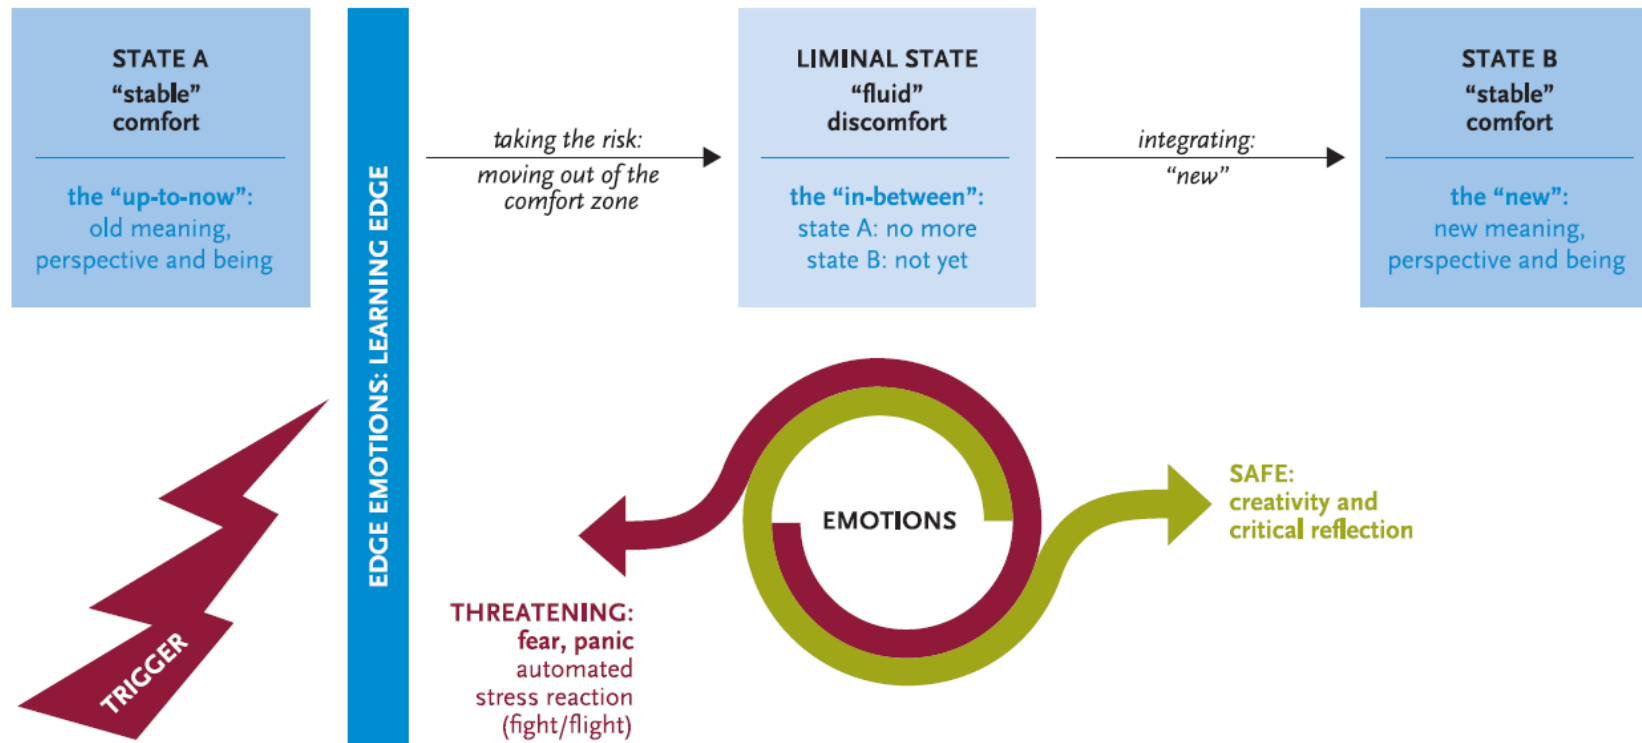 STATE A
“stable”
comfort
the “up-to-now”:
old meaning,
perspective and being
TRIGGER
EDGE EMOTIONS: LEARNING EDGE
taking the risk:
moving out of the
comfort zone
LIMINAL STATE
“fluid”
discomfort
the “in-between”:
state A: no more
state B: not yet
integrating:
“new”
STATE B
“stable”
comfort
the “new”:
new meaning,
perspective and being
THREATENING:
fear, panic
automated
stress reaction
(fight/flight)
EMOTIONS
SAFE:
creativity and
critical reflection